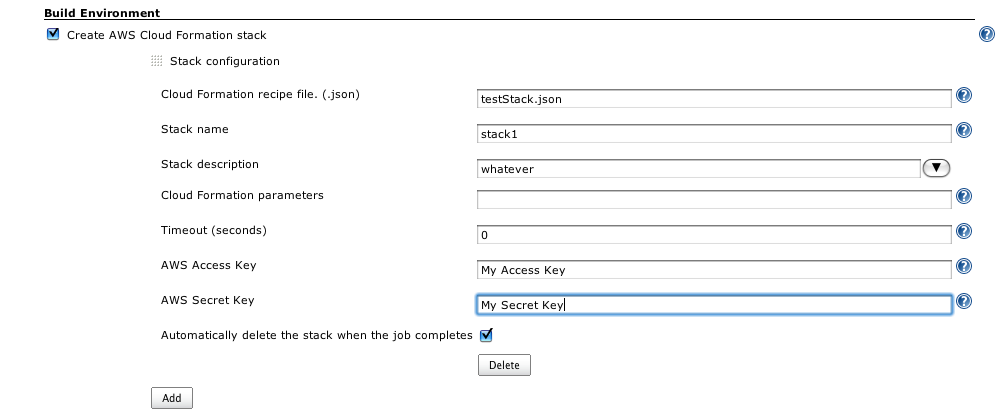 Build Environment
Create AWS Cloud Formation stack
Stack configuration
Cloud Formation recipe file. (.json)
testStack.json
Stack name
stack1
Stack description
whatever
Cloud Formation parameters
Timeout (seconds)
0
AWS Access Key
My Access Key
AWS Secret Key
My Secret Key
Automatically delete the stack when the job completes
Delete
Add